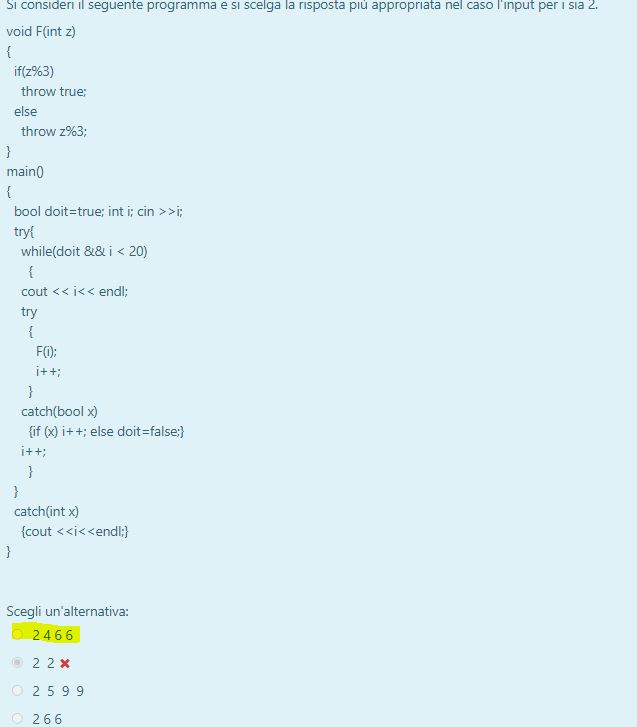 Si consideri il seguente programma e si scelga la risposta più appropriata nel caso l'input per i sia 2.
void F(int z)
{
if(z%3)
throw true;
else
throw z%3;
}
main()
{
bool doit=true; int i; cin >>i;
try{
while(doit && i < 20)
{
cout << i<< endl;
try
{
F(i);
i++;
}
catch(bool x)
{if (x) i++; else doit=false;}
i++;
}
}
catch(int x)
{cout <<i<<endl;}
}
Scegli un'alternativa:
2 4 6 6
2 2
2 5 9 9
2 6 6